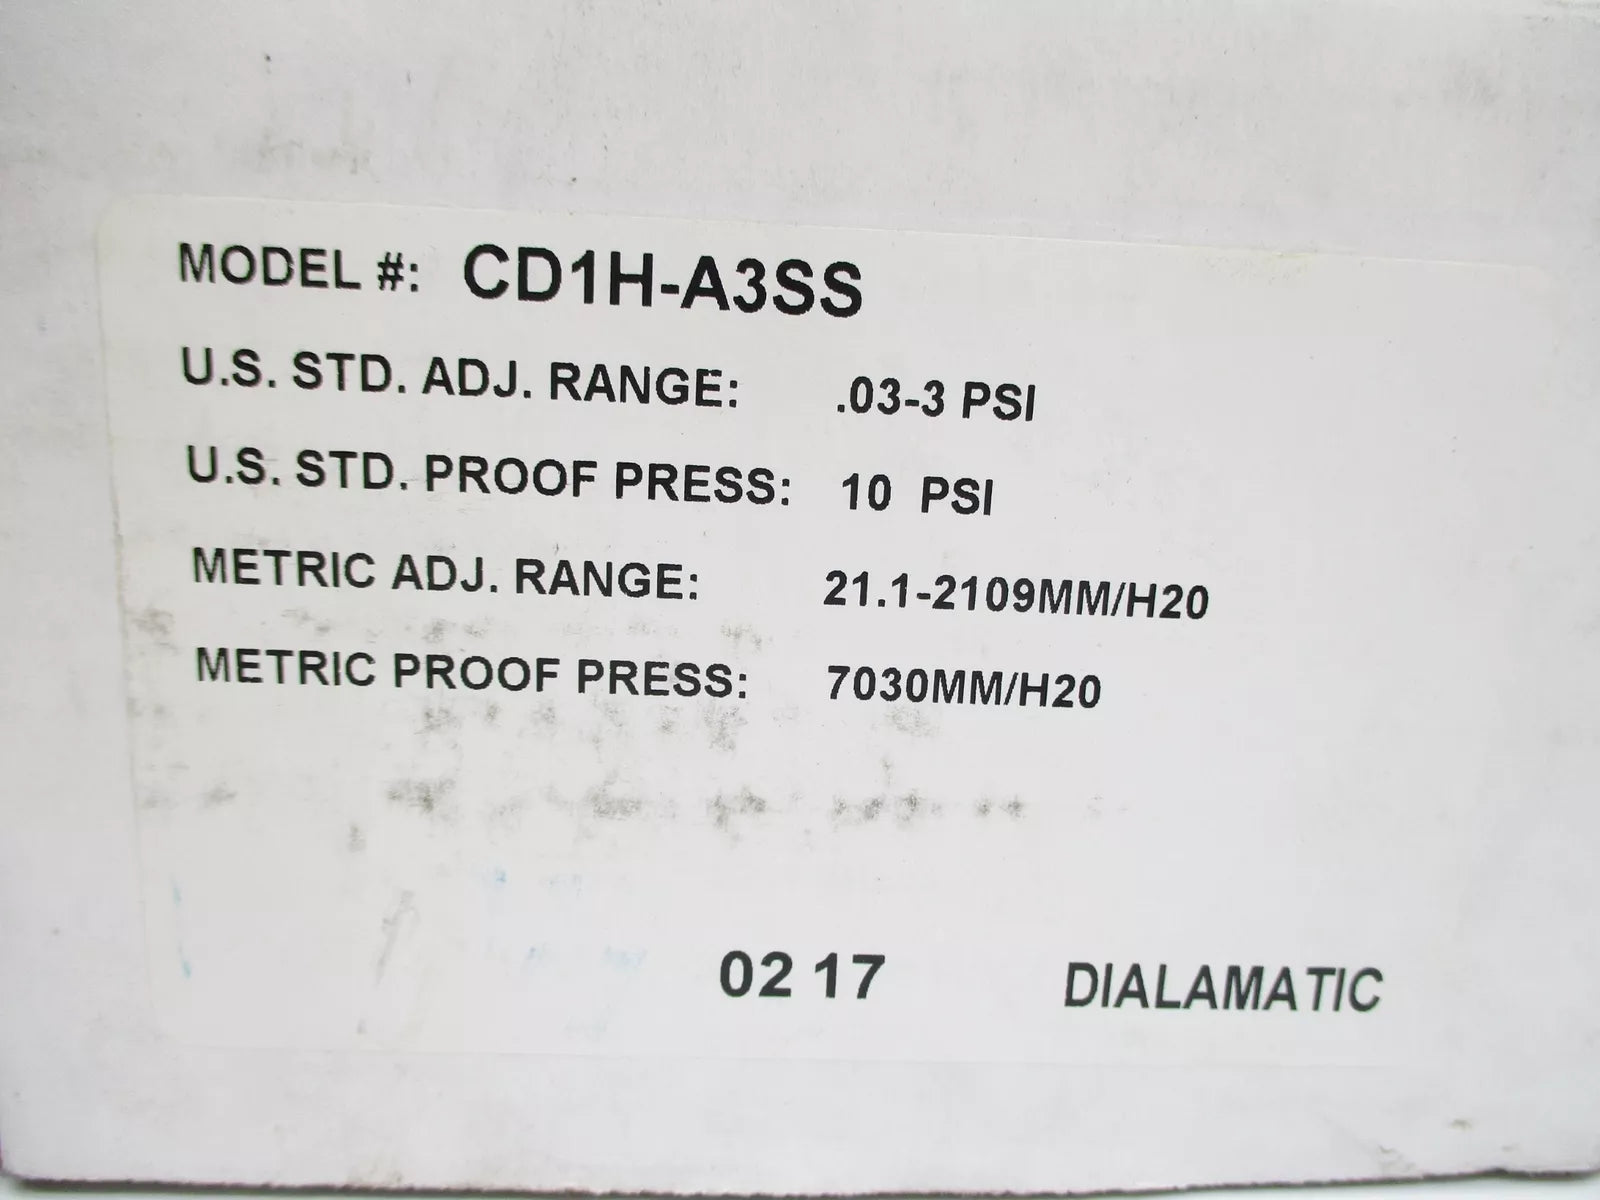 MODEL #: CD1H-A3SS
U.S. STD. ADJ. RANGE: .03-3 PSI
U.S. STD. PROOF PRESS: 10 PSI
METRIC ADJ. RANGE: 21.1-2109MM/H20
METRIC PROOF PRESS: 7030MM/H20
02 17 DIALAMATIC